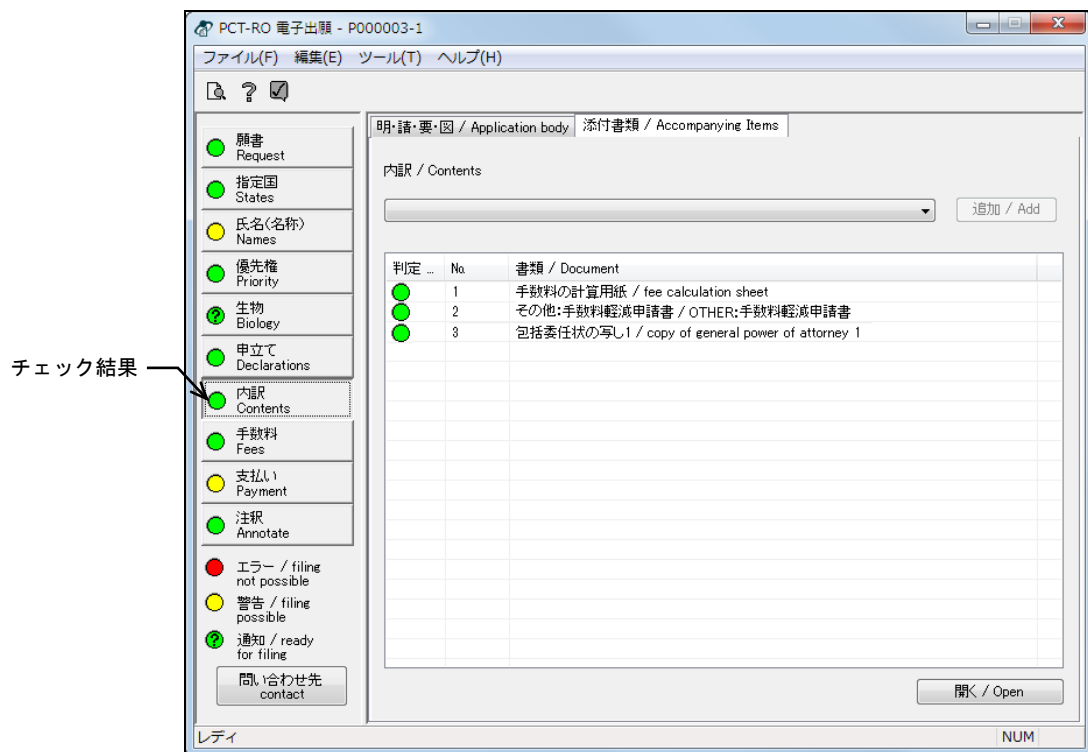 PCT-RO 電子出願 - P000003-1
ファイル(F) 編集(E) ツール(T) ヘルプ(H)
願書
Request
指定国
States
氏名(名称)
Names
優先権
Priority
生物
Biology
申立て
Declarations
内訳
Contents
手数料
Fees
支払い
Payment
注釈
Annotate
エラー / filing
not possible
警告 / filing
possible
通知 / ready
for filing
問い合わせ先
contact
チェック結果
明・請・要・図 / Application body 添付書類 / Accompanying Items
内訳 / Contents
追加 / Add
判定 ... No. 書類 / Document
1 手数料の計算用紙 / fee calculation sheet
2 その他:手数料軽減申請書 / OTHER:手数料軽減申請書
3 包括委任状の写し1 / copy of general power of attorney 1
開く / Open
レディ NUM